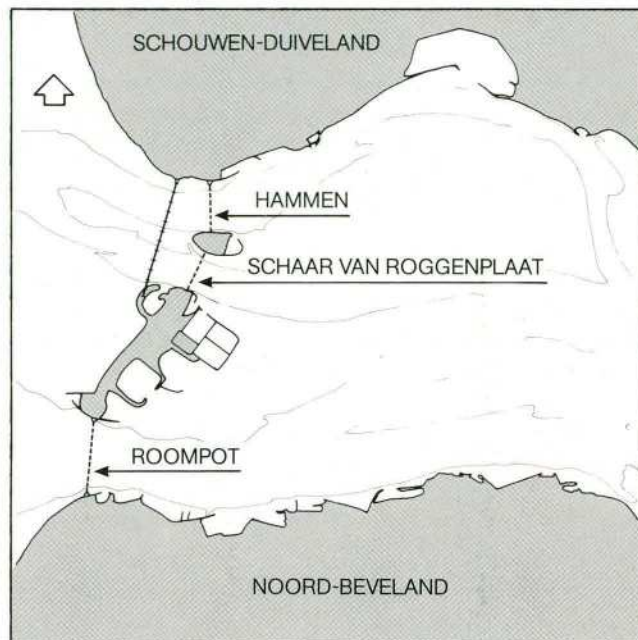 SCHOUWEN-DUIVELAND
HAMMEN
SCHAAR VAN ROGGENPLAAT
ROOMPOT
NOORD-BEVELAND